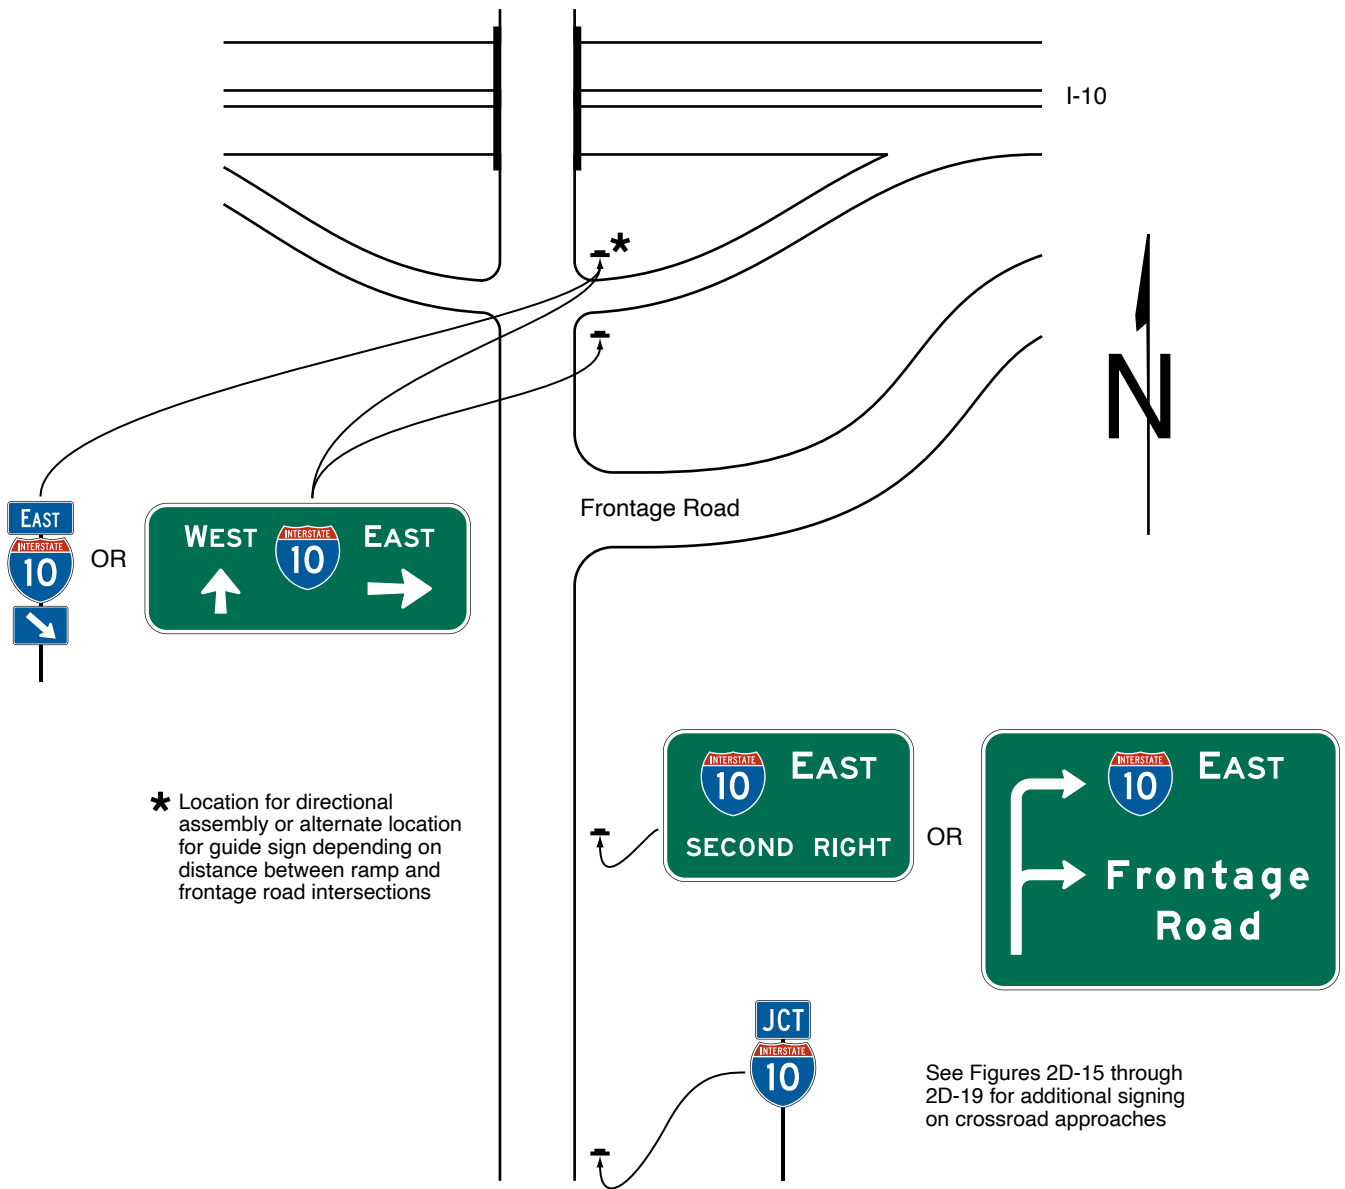 I-10
*
N
Frontage Road
EAST
INTERSTATE
10
OR
WEST INTERSTATE 10 EAST
* Location for directional
assembly or alternate location
for guide sign depending on
distance between ramp and
frontage road intersections
INTERSTATE 10 EAST
SECOND RIGHT
OR
INTERSTATE 10 EAST
Frontage
Road
JCT
INTERSTATE
10
See Figures 2D-15 through
2D-19 for additional signing
on crossroad approaches